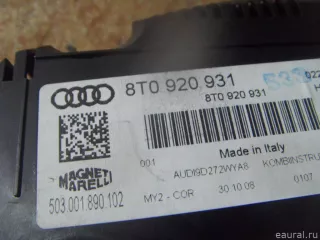 8T0 920 931
8T0 920 931
Made in Italy
001
AUDI9D272WYA8
KOMBIINSTRU
MAGNETI
MARELLI
503.001.890.102
MY2 - COR
30.10.08
0107
eaural.ru